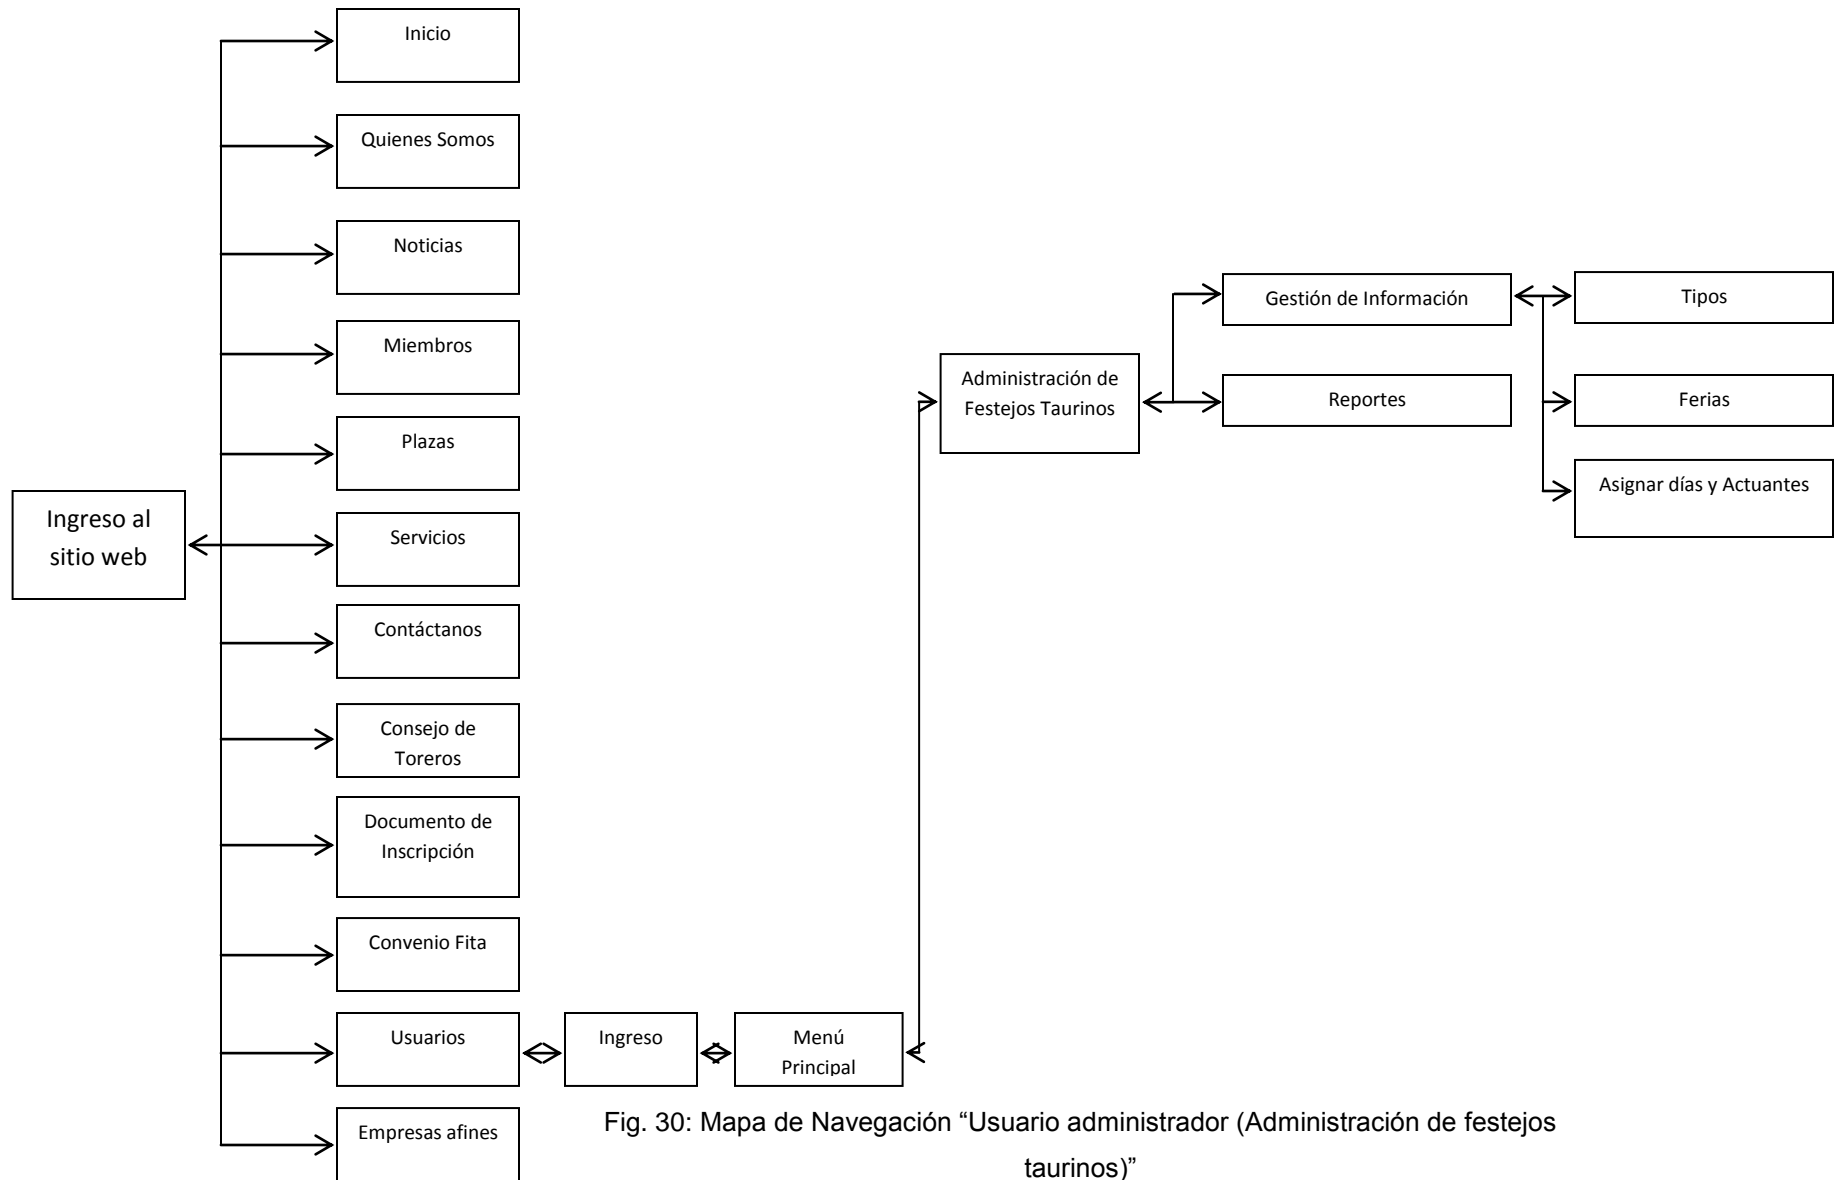 Inicio
Quienes Somos
Noticias
Miembros
Plazas
Ingreso al
sitio web
Servicios
Contáctanos
Consejo de
Toreros
Documento de
Inscripción
Convenio Fita
Usuarios
Ingreso
Menú
Principal
Empresas afines
Administración de
Festejos Taurinos
Gestión de Información
Reportes
Tipos
Ferias
Asignar días y Actuantes
Fig. 30: Mapa de Navegación “Usuario administrador (Administración de festejos
taurinos)”